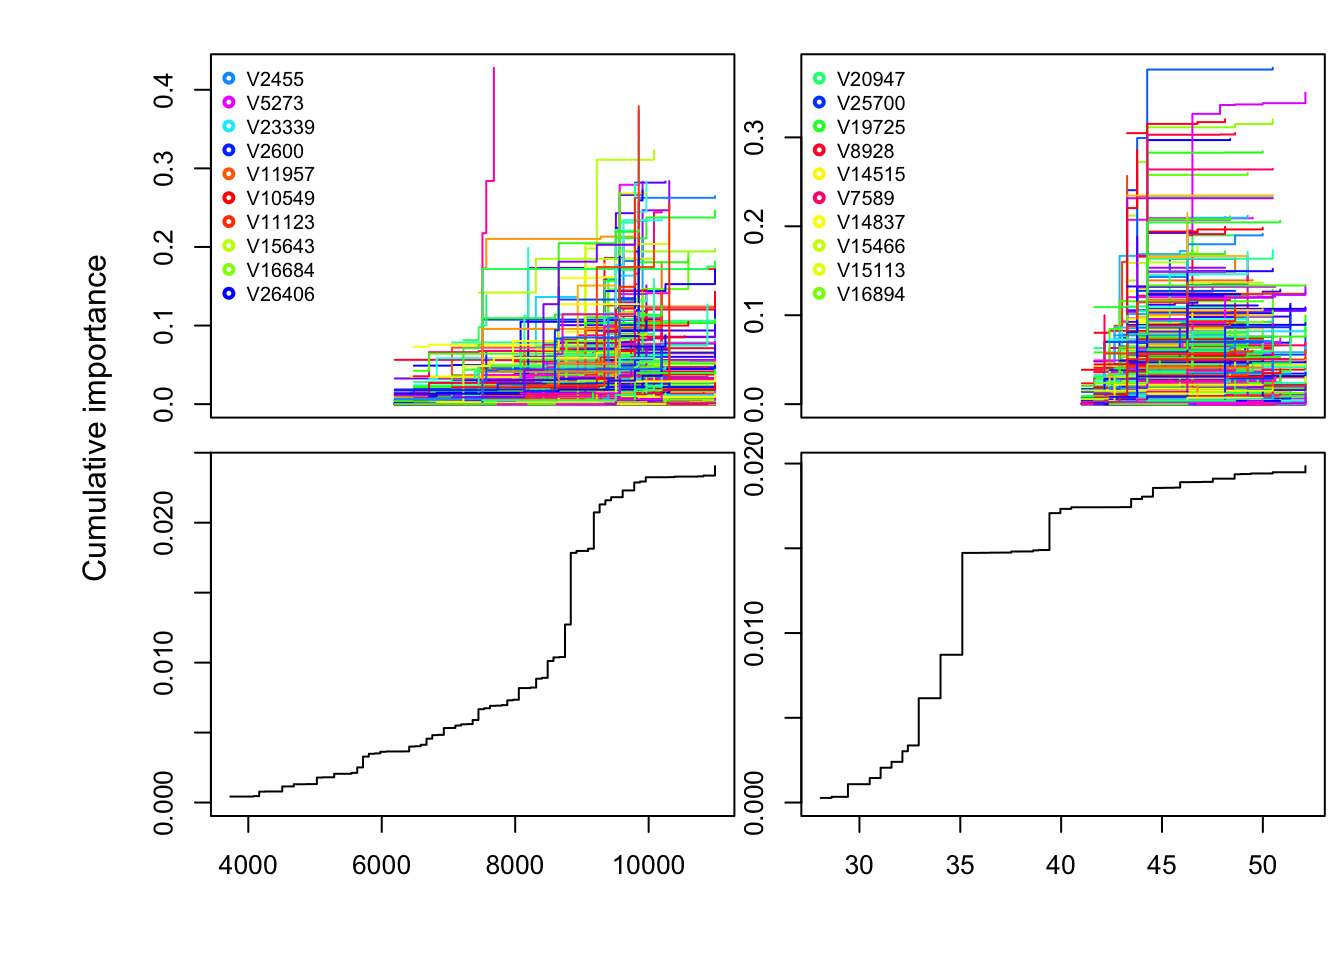 Cumulative importance
0.4
0.3
0.2
0.1
0.0
V2455
V5273
V23339
V2600
V11957
V10549
V11123
V15643
V16684
V26406
0.3
0.2
0.1
0.0
V20947
V25700
V19725
V8928
V14515
V7589
V14837
V15466
V15113
V16894
0.020
0.010
0.000
4000 6000 8000 10000
0.020
0.010
0.000
30 35 40 45 50